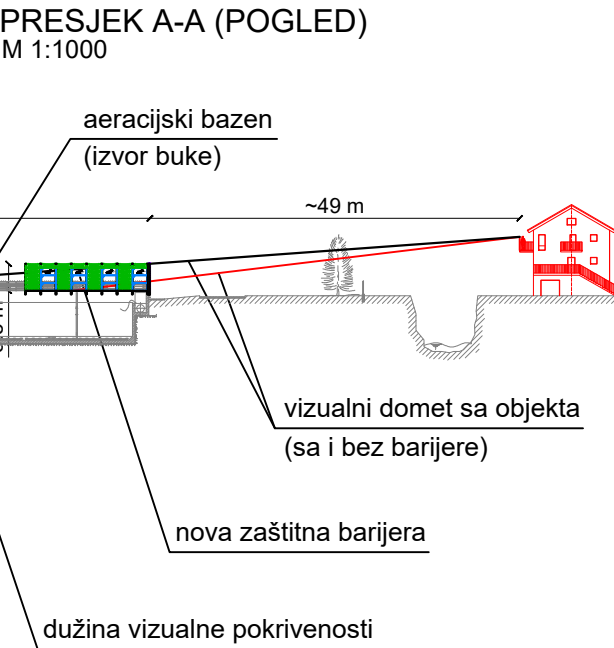 PRESJEK A-A (POGLED)
M 1:1000
aeracijski bazen
(izvor buke)
~49 m
vizualni domet sa objekta
(sa i bez barijere)
nova zaštitna barijera
dužina vizualne pokrivenosti